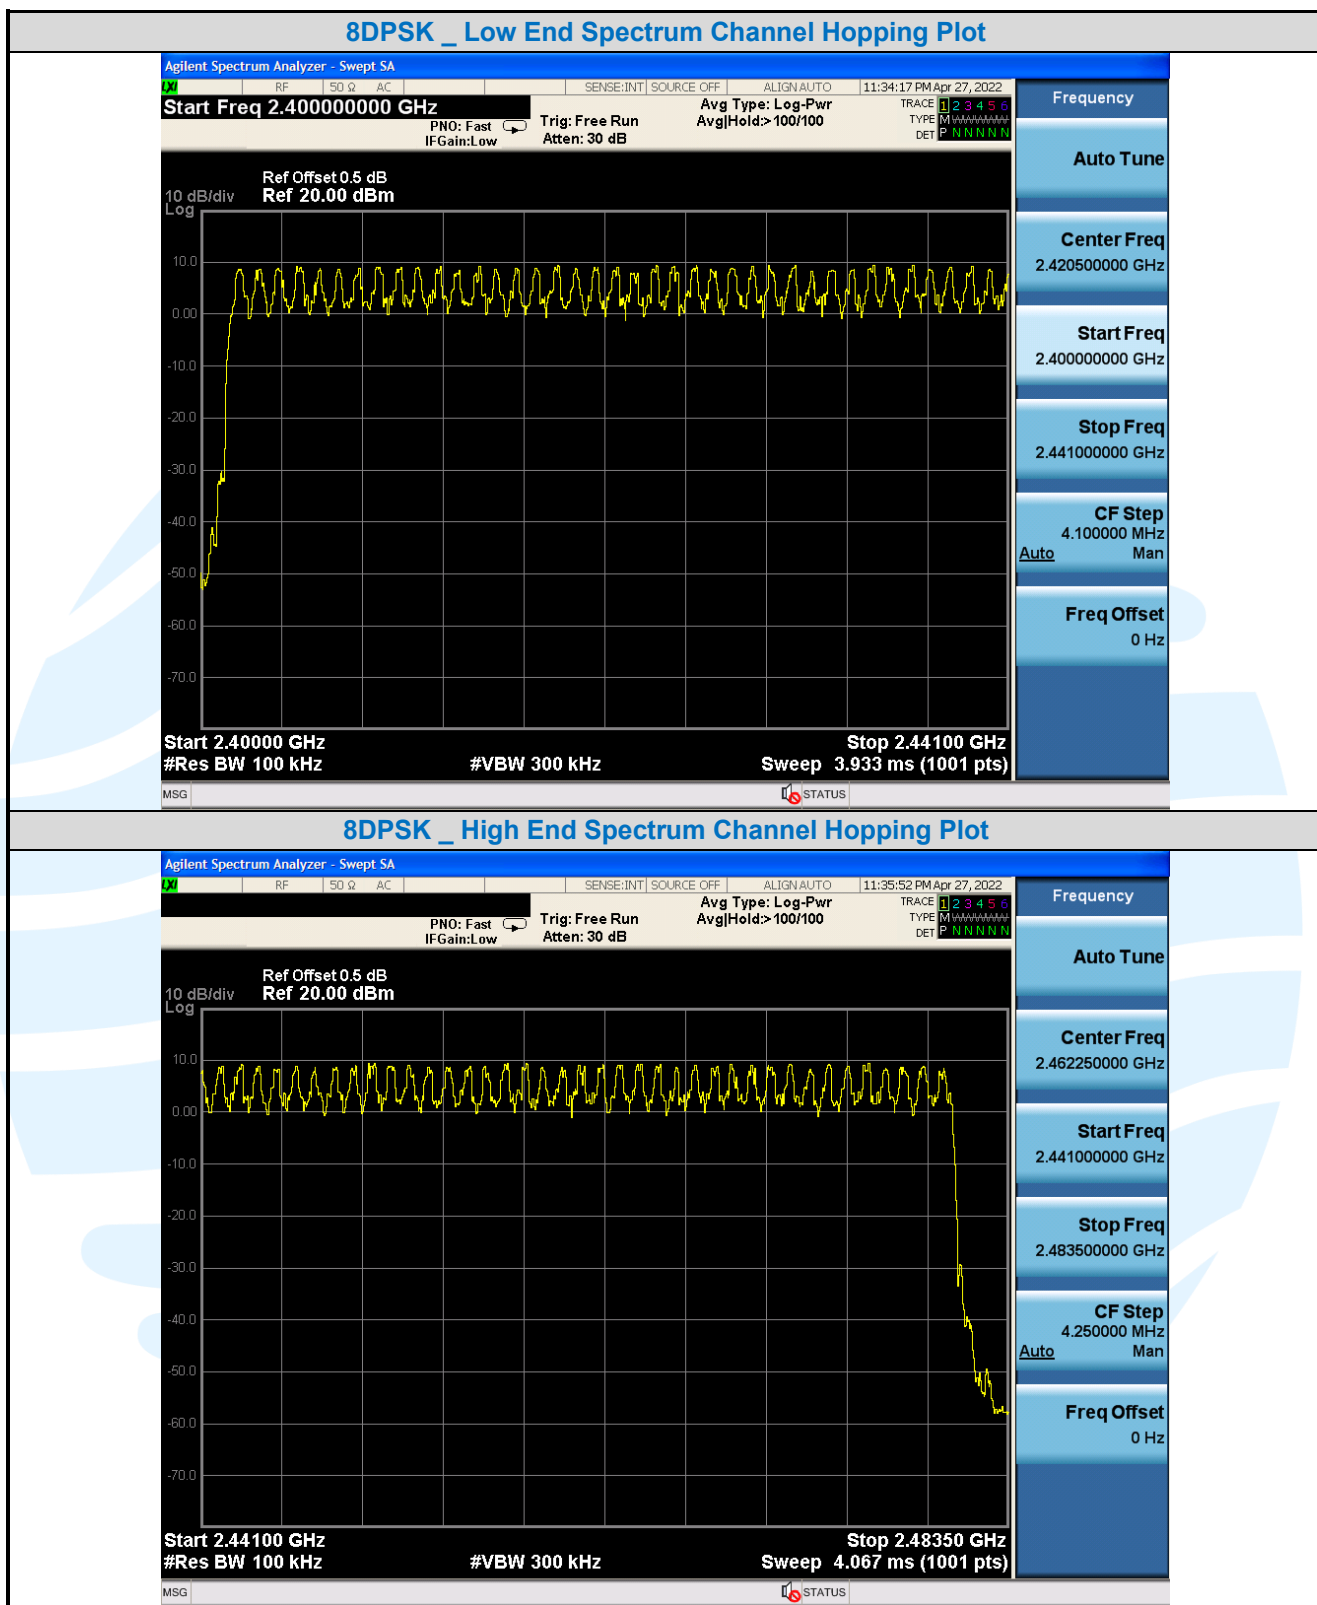 8DPSK _ Low End Spectrum Channel Hopping Plot
Agilent Spectrum Analyzer - Swept SA
LXI RF 50 Ω AC SENSE:INT SOURCE OFF ALIGN AUTO 11:34:17 PM Apr 27, 2022
Start Freq 2.400000000 GHz
PNO: Fast
IFGain:Low
Trig: Free Run
Atten: 30 dB
Avg Type: Log-Pwr
Avg|Hold:>100/100
TRACE 1 2 3 4 5 6
TYPE M WWWWW
DET P N N N N N
Ref Offset 0.5 dB
10 dB/div Ref 20.00 dBm
Log
10.0
0.00
-10.0
-20.0
-30.0
-40.0
-50.0
-60.0
-70.0
Start 2.40000 GHz Stop 2.44100 GHz
#Res BW 100 kHz #VBW 300 kHz Sweep 3.933 ms (1001 pts)
MSG STATUS
Frequency
Auto Tune
Center Freq
2.420500000 GHz
Start Freq
2.400000000 GHz
Stop Freq
2.441000000 GHz
CF Step
4.100000 MHz
Auto Man
Freq Offset
0 Hz
8DPSK _ High End Spectrum Channel Hopping Plot
Agilent Spectrum Analyzer - Swept SA
LXI RF 50 Ω AC SENSE:INT SOURCE OFF ALIGN AUTO 11:35:52 PM Apr 27, 2022
PNO: Fast
IFGain:Low
Trig: Free Run
Atten: 30 dB
Avg Type: Log-Pwr
Avg|Hold:>100/100
TRACE 1 2 3 4 5 6
TYPE M WWWWW
DET P N N N N N
Ref Offset 0.5 dB
10 dB/div Ref 20.00 dBm
Log
10.0
0.00
-10.0
-20.0
-30.0
-40.0
-50.0
-60.0
-70.0
Start 2.44100 GHz Stop 2.48350 GHz
#Res BW 100 kHz #VBW 300 kHz Sweep 4.067 ms (1001 pts)
MSG STATUS
Frequency
Auto Tune
Center Freq
2.462250000 GHz
Start Freq
2.441000000 GHz
Stop Freq
2.483500000 GHz
CF Step
4.250000 MHz
Auto Man
Freq Offset
0 Hz